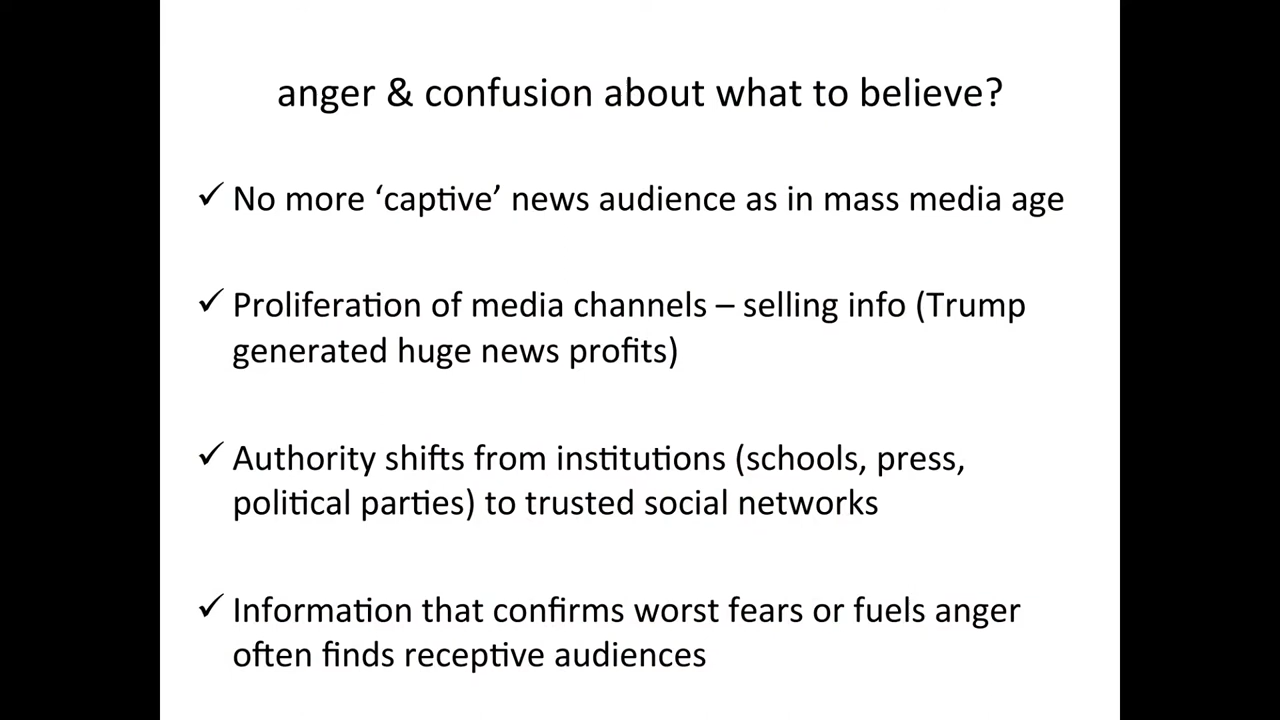 anger & confusion about what to believe?
✓ No more ‘captive’ news audience as in mass media age
✓ Proliferation of media channels – selling info (Trump
generated huge news profits)
✓ Authority shifts from institutions (schools, press,
political parties) to trusted social networks
✓ Information that confirms worst fears or fuels anger
often finds receptive audiences